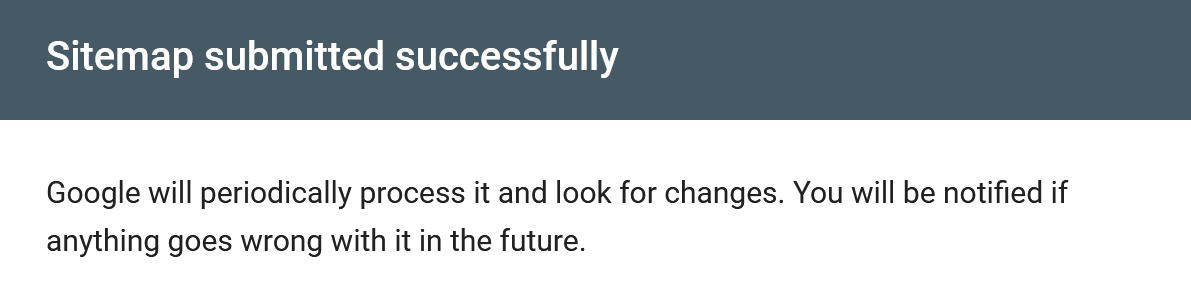 Sitemap submitted successfully
Google will periodically process it and look for changes. You will be notified if
anything goes wrong with it in the future.